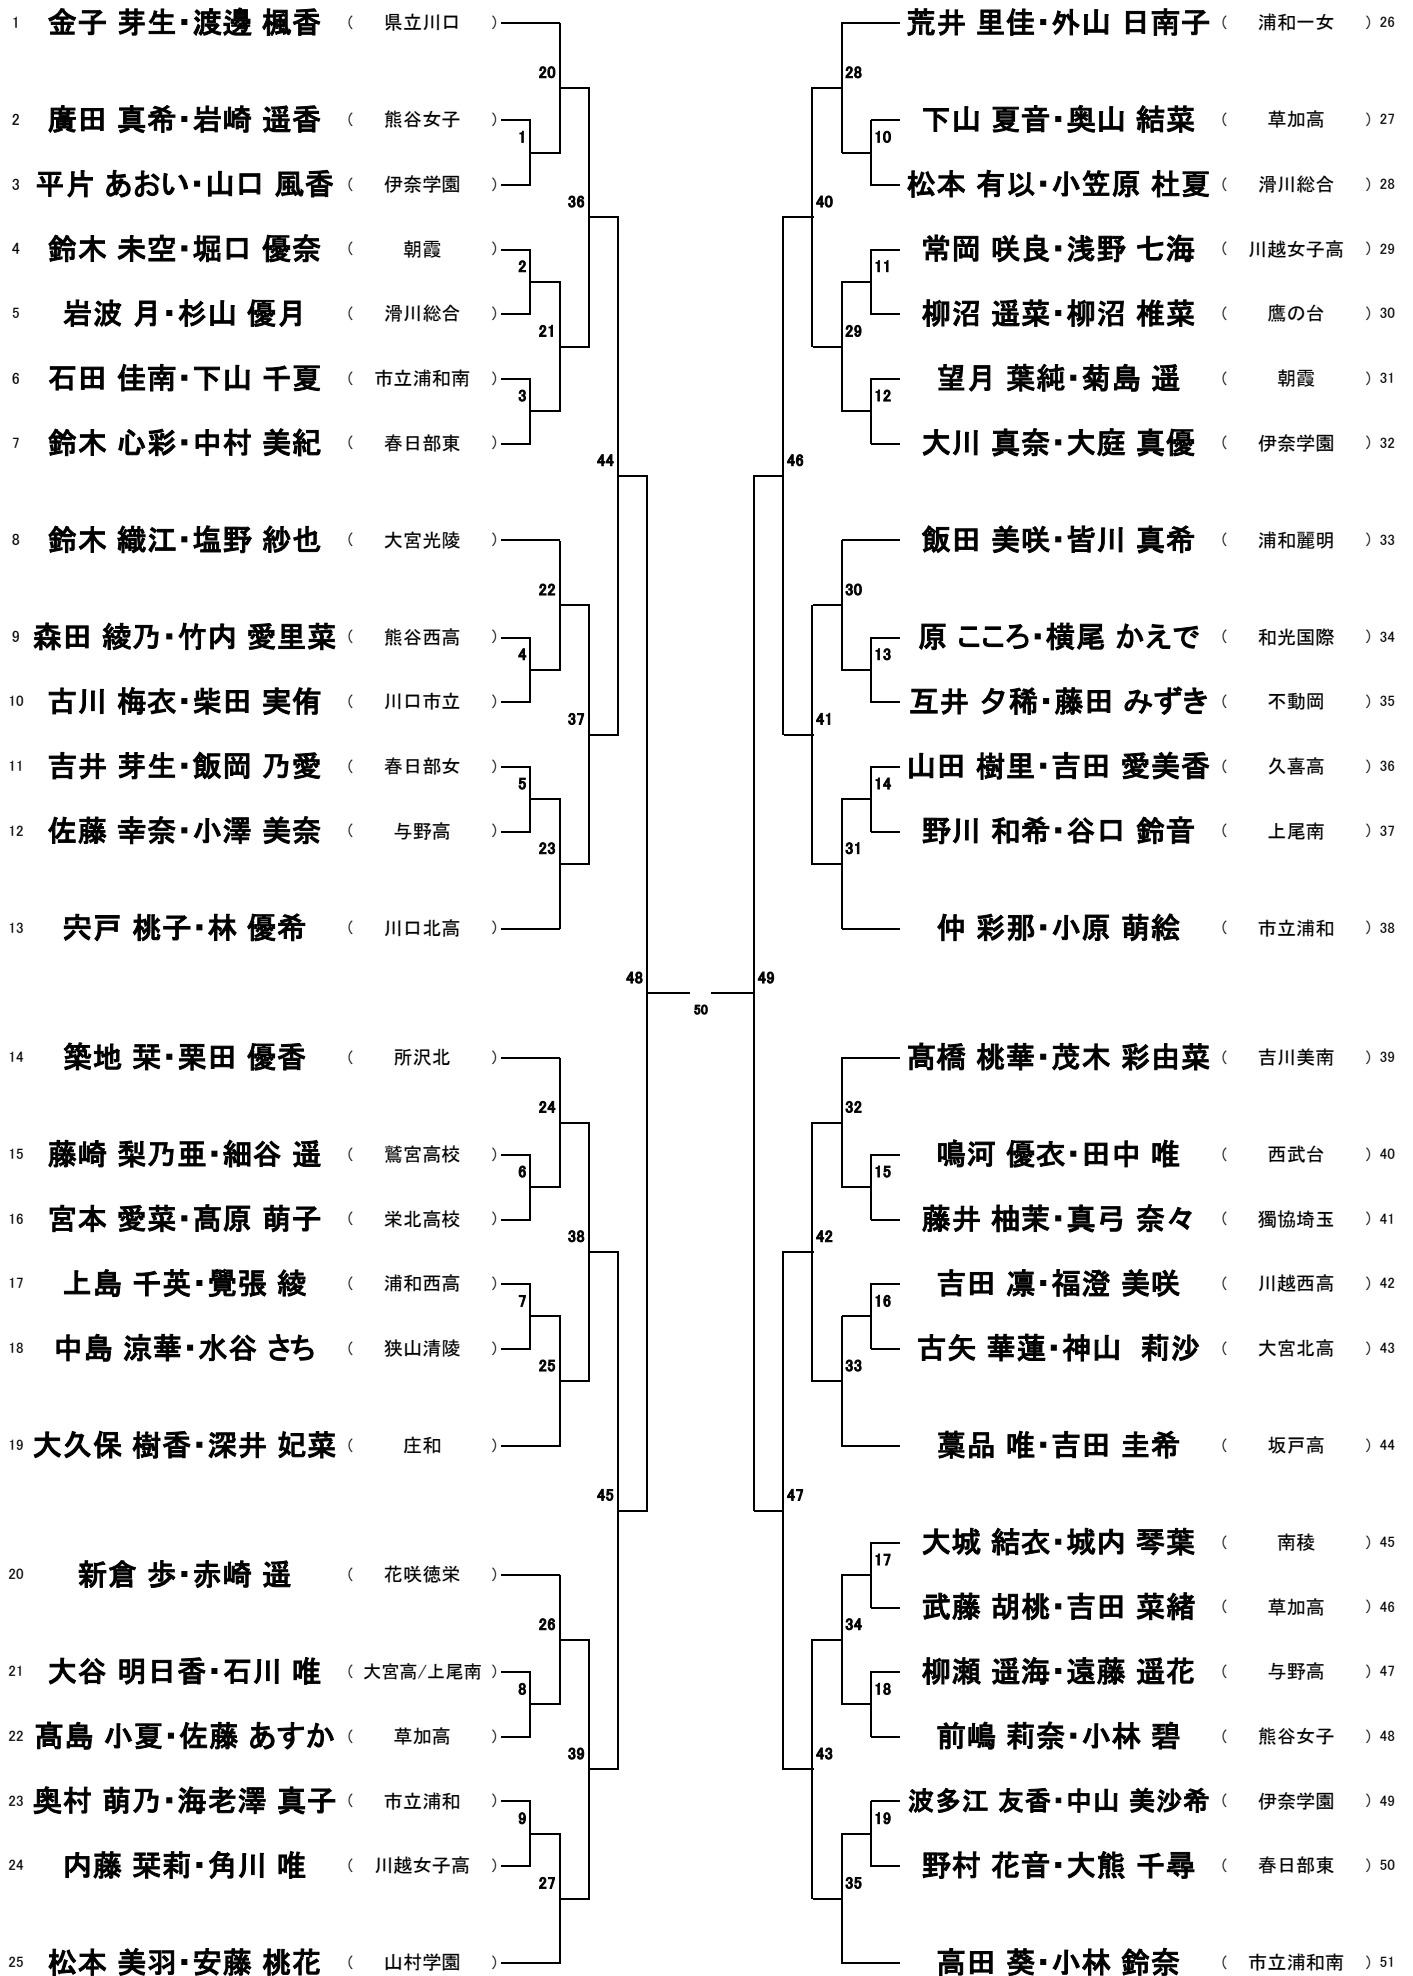 1 金子 芽生・渡邊 楓香 （ 県立川口 ）
20
2 廣田 真希・岩崎 遥香 （ 熊谷女子 ）
1
3 平片 あおい・山口 風香 （ 伊奈学園 ）
36
4 鈴木 未空・堀口 優奈 （ 朝霞 ）
2
5 岩波 月・杉山 優月 （ 滑川総合 ）
21
6 石田 佳南・下山 千夏 （ 市立浦和南 ）
3
7 鈴木 心彩・中村 美紀 （ 春日部東 ）
44
8 鈴木 織江・塩野 紗也 （ 大宮光陵 ）
22
9 森田 綾乃・竹内 愛里菜 （ 熊谷西高 ）
4
10 古川 梅衣・柴田 実侑 （ 川口市立 ）
37
11 吉井 芽生・飯岡 乃愛 （ 春日部女 ）
5
12 佐藤 幸奈・小澤 美奈 （ 与野高 ）
23
13 宍戸 桃子・林 優希 （ 川口北高 ）
48
14 築地 栞・栗田 優香 （ 所沢北 ）
24
15 藤崎 梨乃亜・細谷 遥 （ 鷲宮高校 ）
6
16 宮本 愛菜・髙原 萌子 （ 栄北高校 ）
38
17 上島 千英・覺張 綾 （ 浦和西高 ）
7
18 中島 涼華・水谷 さち （ 狭山清陵 ）
25
19 大久保 樹香・深井 妃菜 （ 庄和 ）
45
20 新倉 歩・赤崎 遥 （ 花咲徳栄 ）
26
21 大谷 明日香・石川 唯 （ 大宮高/上尾南 ）
8
22 髙島 小夏・佐藤 あすか （ 草加高 ）
39
23 奥村 萌乃・海老澤 真子 （ 市立浦和 ）
9
24 内藤 栞莉・角川 唯 （ 川越女子高 ）
27
25 松本 美羽・安藤 桃花 （ 山村学園 ）
50
荒井 里佳・外山 日南子 （ 浦和一女 ） 26
28
下山 夏音・奥山 結菜 （ 草加高 ） 27
10
松本 有以・小笠原 杜夏 （ 滑川総合 ） 28
40
常岡 咲良・浅野 七海 （ 川越女子高 ） 29
11
柳沼 遥菜・柳沼 椎菜 （ 鷹の台 ） 30
29
望月 葉純・菊島 遥 （ 朝霞 ） 31
12
大川 真奈・大庭 真優 （ 伊奈学園 ） 32
46
飯田 美咲・皆川 真希 （ 浦和麗明 ） 33
30
原 こころ・横尾 かえで （ 和光国際 ） 34
13
互井 夕稀・藤田 みずき （ 不動岡 ） 35
41
山田 樹里・吉田 愛美香 （ 久喜高 ） 36
14
野川 和希・谷口 鈴音 （ 上尾南 ） 37
31
仲 彩那・小原 萌絵 （ 市立浦和 ） 38
49
髙橋 桃華・茂木 彩由菜 （ 吉川美南 ） 39
32
鳴河 優衣・田中 唯 （ 西武台 ） 40
15
藤井 柚茉・真弓 奈々 （ 獨協埼玉 ） 41
42
吉田 凛・福澄 美咲 （ 川越西高 ） 42
16
古矢 華蓮・神山 莉沙 （ 大宮北高 ） 43
33
藁品 唯・吉田 圭希 （ 坂戸高 ） 44
47
大城 結衣・城内 琴葉 （ 南稜 ） 45
17
武藤 胡桃・吉田 菜緒 （ 草加高 ） 46
34
柳瀬 遥海・遠藤 遥花 （ 与野高 ） 47
18
前嶋 莉奈・小林 碧 （ 熊谷女子 ） 48
43
波多江 友香・中山 美沙希 （ 伊奈学園 ） 49
19
野村 花音・大熊 千尋 （ 春日部東 ） 50
35
高田 葵・小林 鈴奈 （ 市立浦和南 ） 51